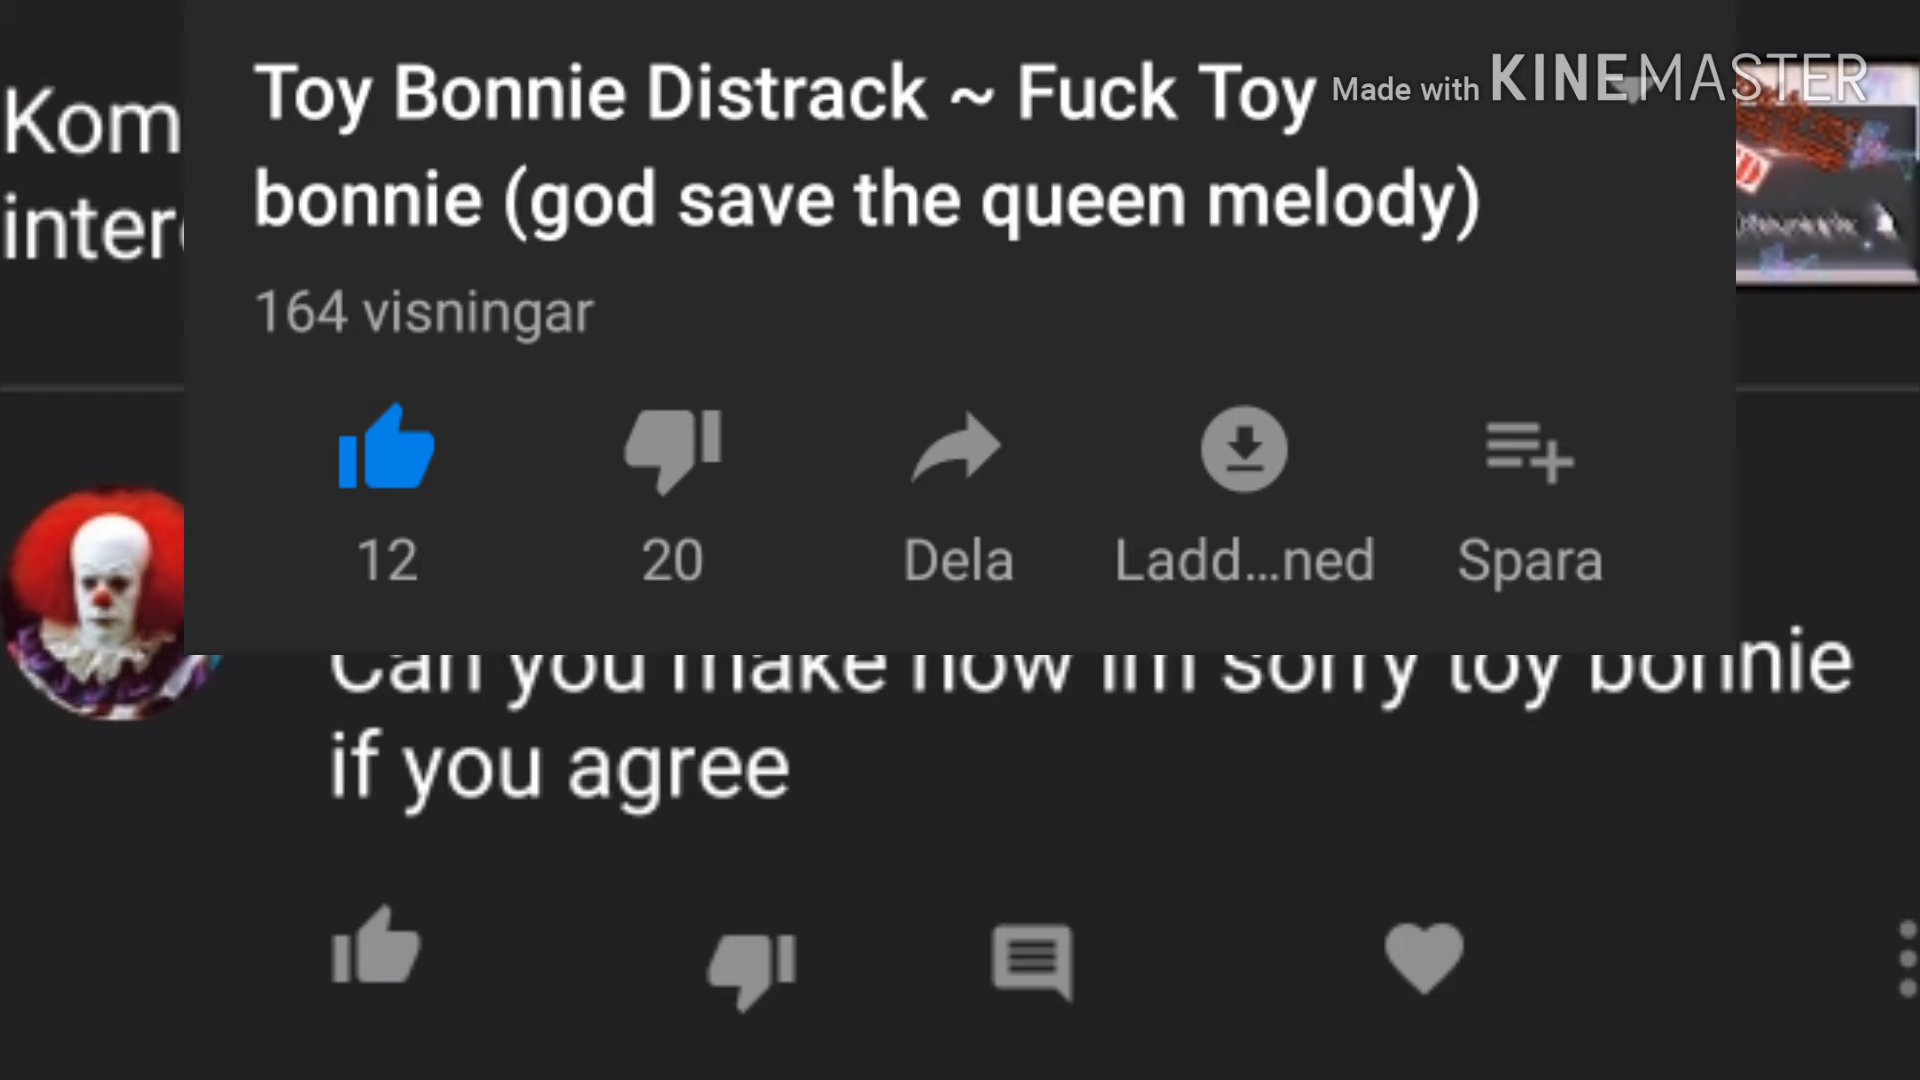 Toy Bonnie Distrack ~ Fuck Toy
bonnie (god save the queen melody)
Made with KINEMASTER
164 visningar
12
20
Dela
Ladd...ned
Spara
Kom
inter
Can you make now im sorry toy bonnie
if you agree